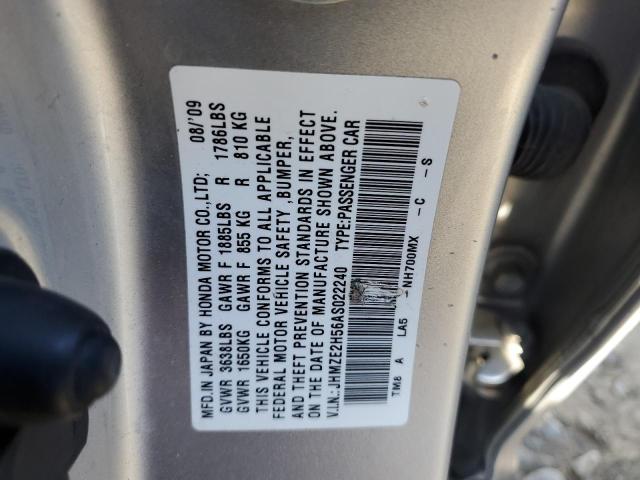 MFD.IN JAPAN BY HONDA MOTOR CO.,LTD; 08/'09
GVWR 3638LBS GAWR F 1885LBS R 1786LBS
GVWR 1650KG GAWR F 855 KG R 810 KG
THIS VEHICLE CONFORMS TO ALL APPLICABLE
FEDERAL MOTOR VEHICLE SAFETY ,BUMPER,
AND THEFT PREVENTION STANDARDS IN EFFECT
ON THE DATE OF MANUFACTURE SHOWN ABOVE.
V.I.N.: JHMZE2H56AS022240 TYPE:PASSENGER CAR
TM8 A LA5 -NH700MX -C -S